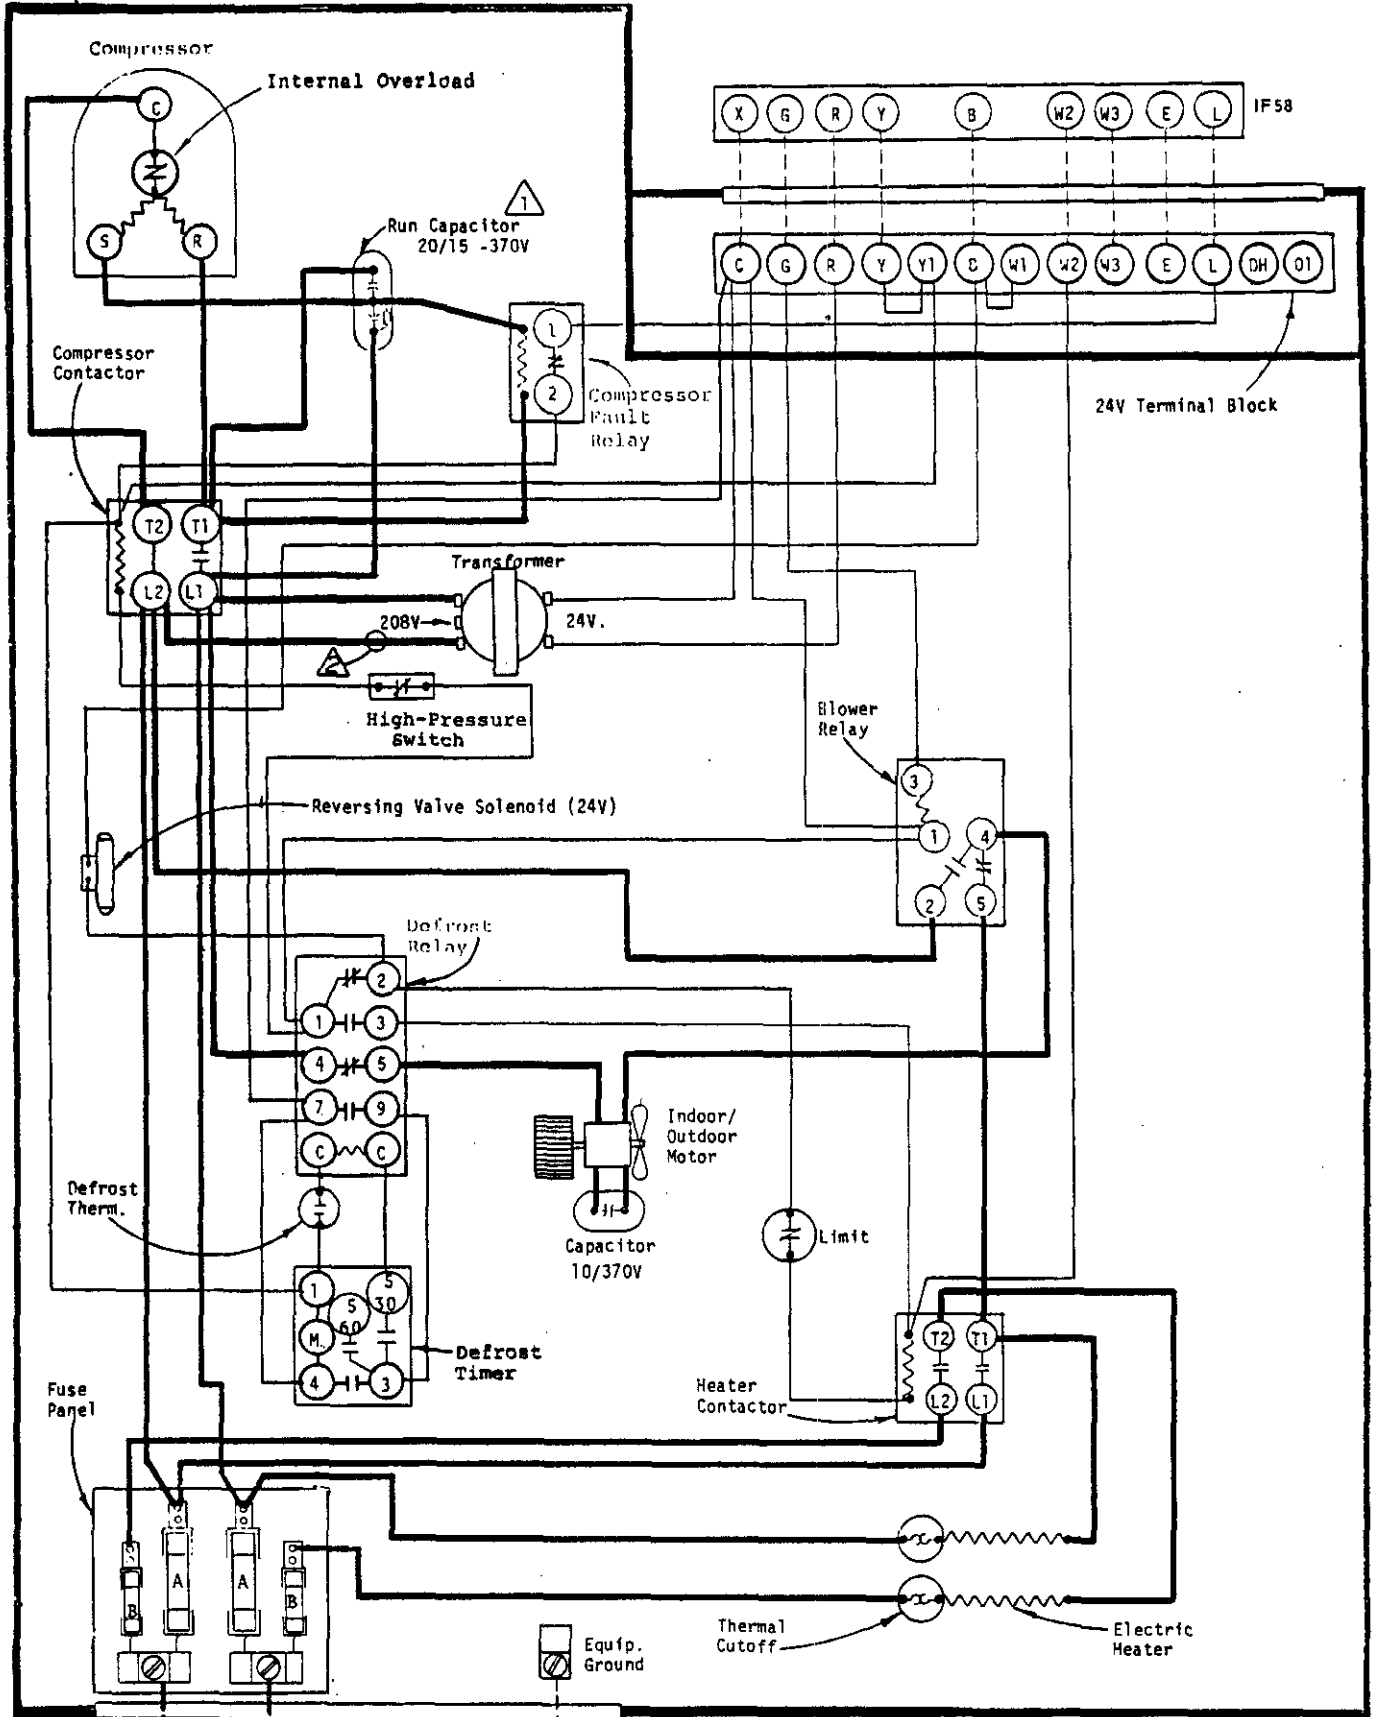 Compressor
Internal Overload
C
S
R
X G R Y B W2 W3 E L
IF58
1
Run Capacitor
20/15 -370V
C G R Y Y1 B W1 W2 W3 E L DH O1
24V Terminal Block
1
2
Compressor
Fault
Relay
Compressor
Contactor
T2 T1
L2 L1
Transformer
208V
24V.
2
High-Pressure
Switch
Blower
Relay
3
1 4
2 5
Reversing Valve Solenoid (24V)
Defrost
Relay
2
1 3
4 5
7 9
C C
Indoor/
Outdoor
Motor
Capacitor
10/370V
Limit
Defrost
Therm.
1
S
60
S
30
M
4 3
Defrost
Timer
Heater
Contactor
T2 T1
L2 L1
Fuse
Panel
B A A B
Thermal
Cutoff
Electric
Heater
Equip.
Ground